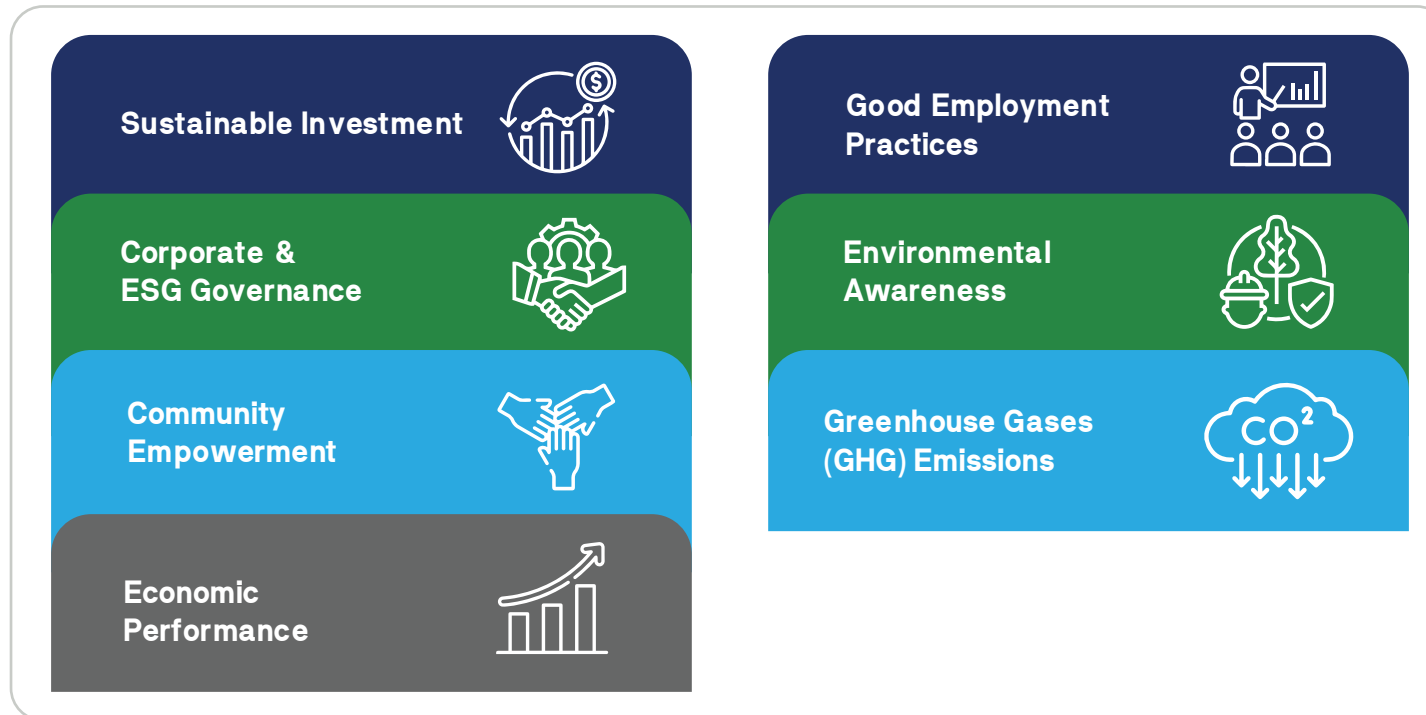 Sustainable Investment
Corporate &
ESG Governance
Community
Empowerment
Economic
Performance
Good Employment
Practices
Environmental
Awareness
Greenhouse Gases
(GHG) Emissions
CO²
$